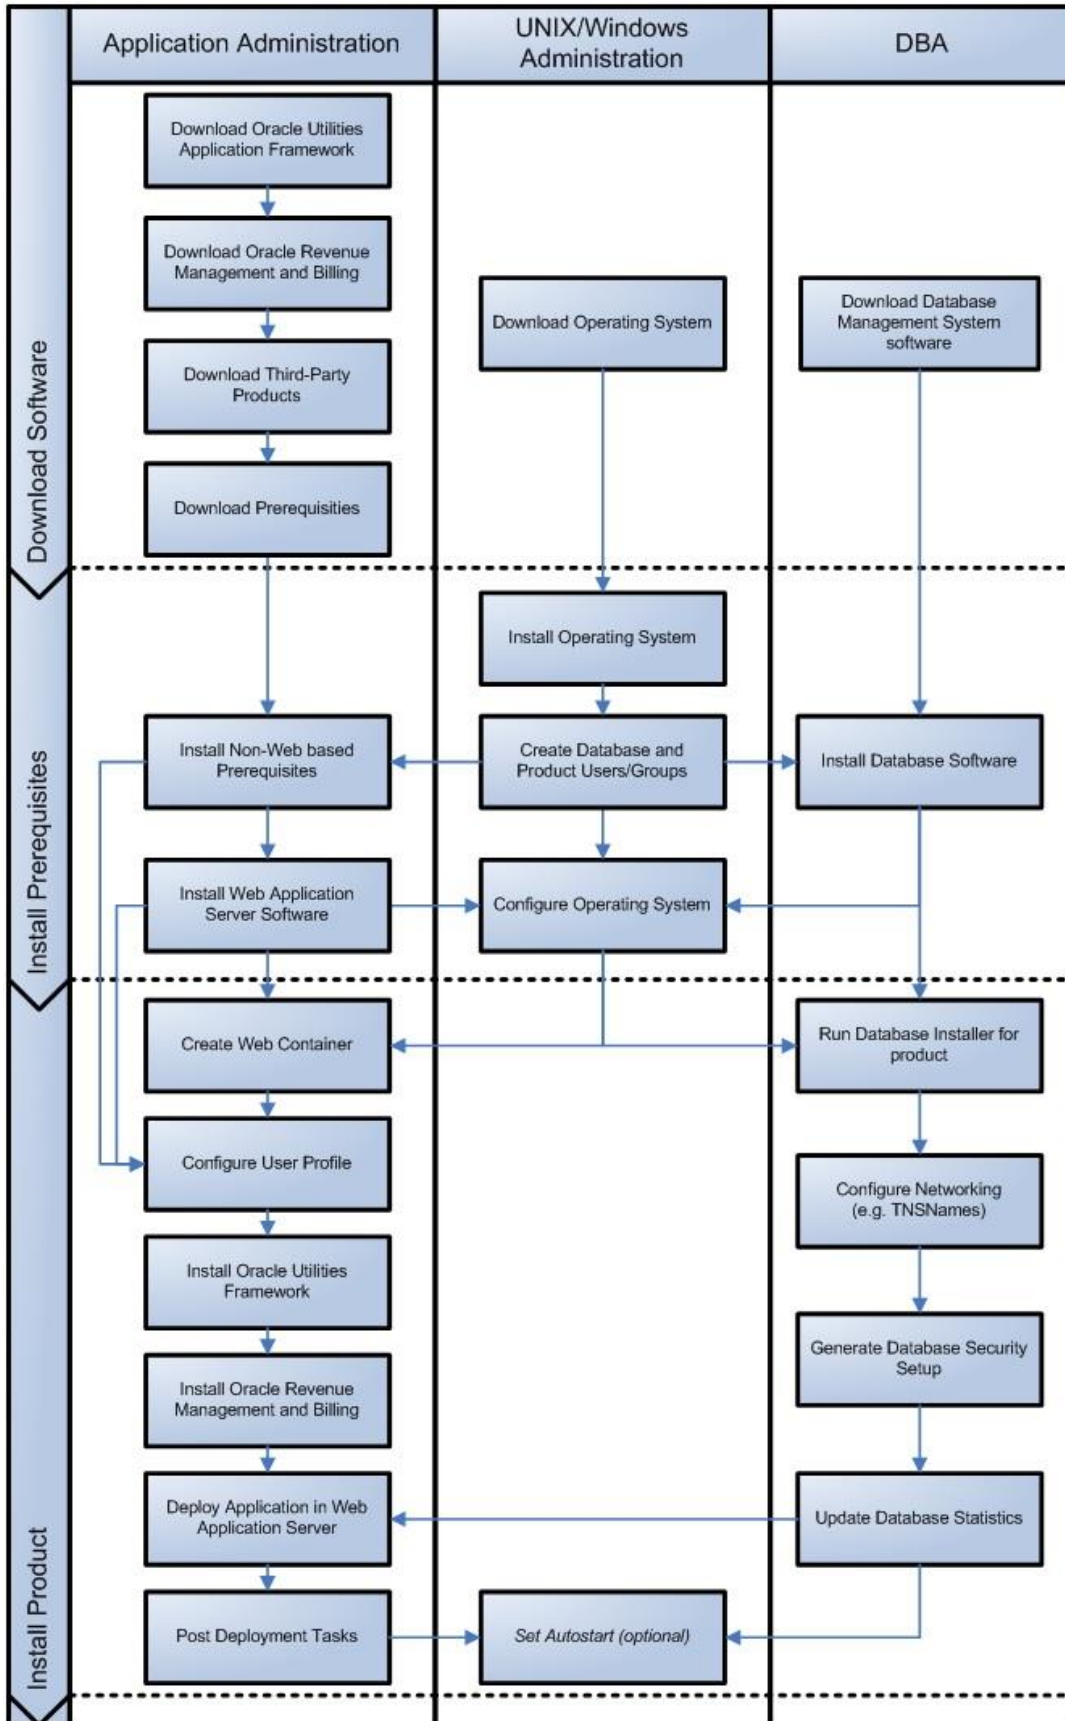 Application Administration
UNIX/Windows
Administration
DBA
Download Software
Download Oracle Utilities
Application Framework
Download Oracle Revenue
Management and Billing
Download Third-Party
Products
Download Prerequisities
Download Operating System
Download Database
Management System
software
Install Prerequisites
Install Operating System
Install Non-Web based
Prerequisites
Create Database and
Product Users/Groups
Install Database Software
Install Web Application
Server Software
Configure Operating System
Install Product
Create Web Container
Run Database Installer for
product
Configure User Profile
Configure Networking
(e.g. TNSNames)
Install Oracle Utilities
Framework
Generate Database Security
Setup
Install Oracle Revenue
Management and Billing
Deploy Application in Web
Application Server
Update Database Statistics
Post Deployment Tasks
Set Autostart (optional)